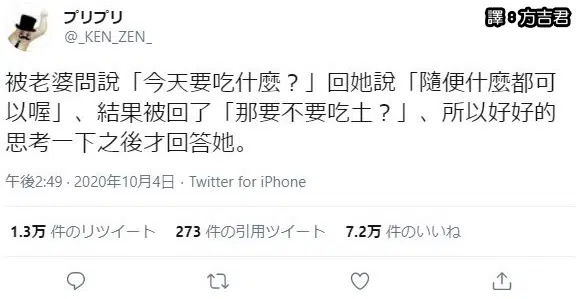 プリプリ
譯:方吉君
@_KEN_ZEN_
被老婆問說「今天要吃什麼？」回她說「隨便什麼都可
以喔」、結果被回了「那要不要吃土？」、所以好好的
思考一下之後才回答她。
午後2:49 · 2020年10月4日 · Twitter for iPhone
1.3万 件のリツイート 273 件の引用ツイート 7.2万 件のいいね